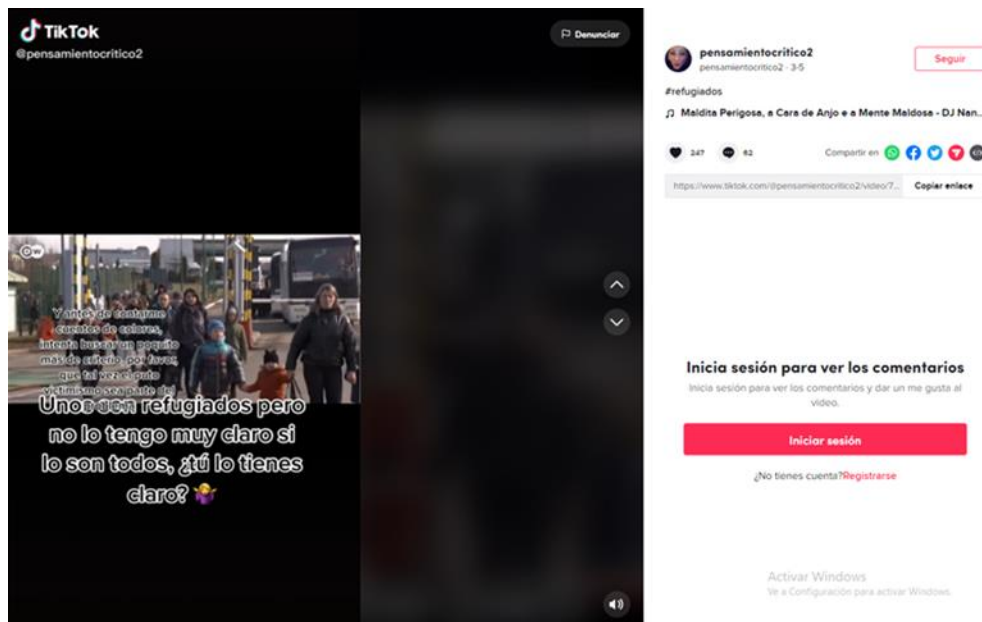 TikTok
@pensamientocritico2
Denunciar
DW
Y antes de contarme
cuentos de colores,
intenta buscar un poquito
más de criterio, por favor,
que tal vez el puto
victimismo sea parte del
Unos son refugiados pero
no lo tengo muy claro si
lo son todos, ¿tú lo tienes
claro? 🤷‍♀️
pensamientocritico2
pensamientocritico2 · 3-5
Seguir
#refugiados
♫ Maldita Perigosa, a Cara de Anjo e a Mente Maldosa - DJ Nan...
247 62 Compartir en
https://www.tiktok.com/@pensamientocritico2/video/7... Copiar enlace
Inicia sesión para ver los comentarios
Inicia sesión para ver los comentarios y dar un me gusta al
vídeo.
Iniciar sesión
¿No tienes cuenta?Registrarse
Activar Windows
Ve a Configuración para activar Windows.